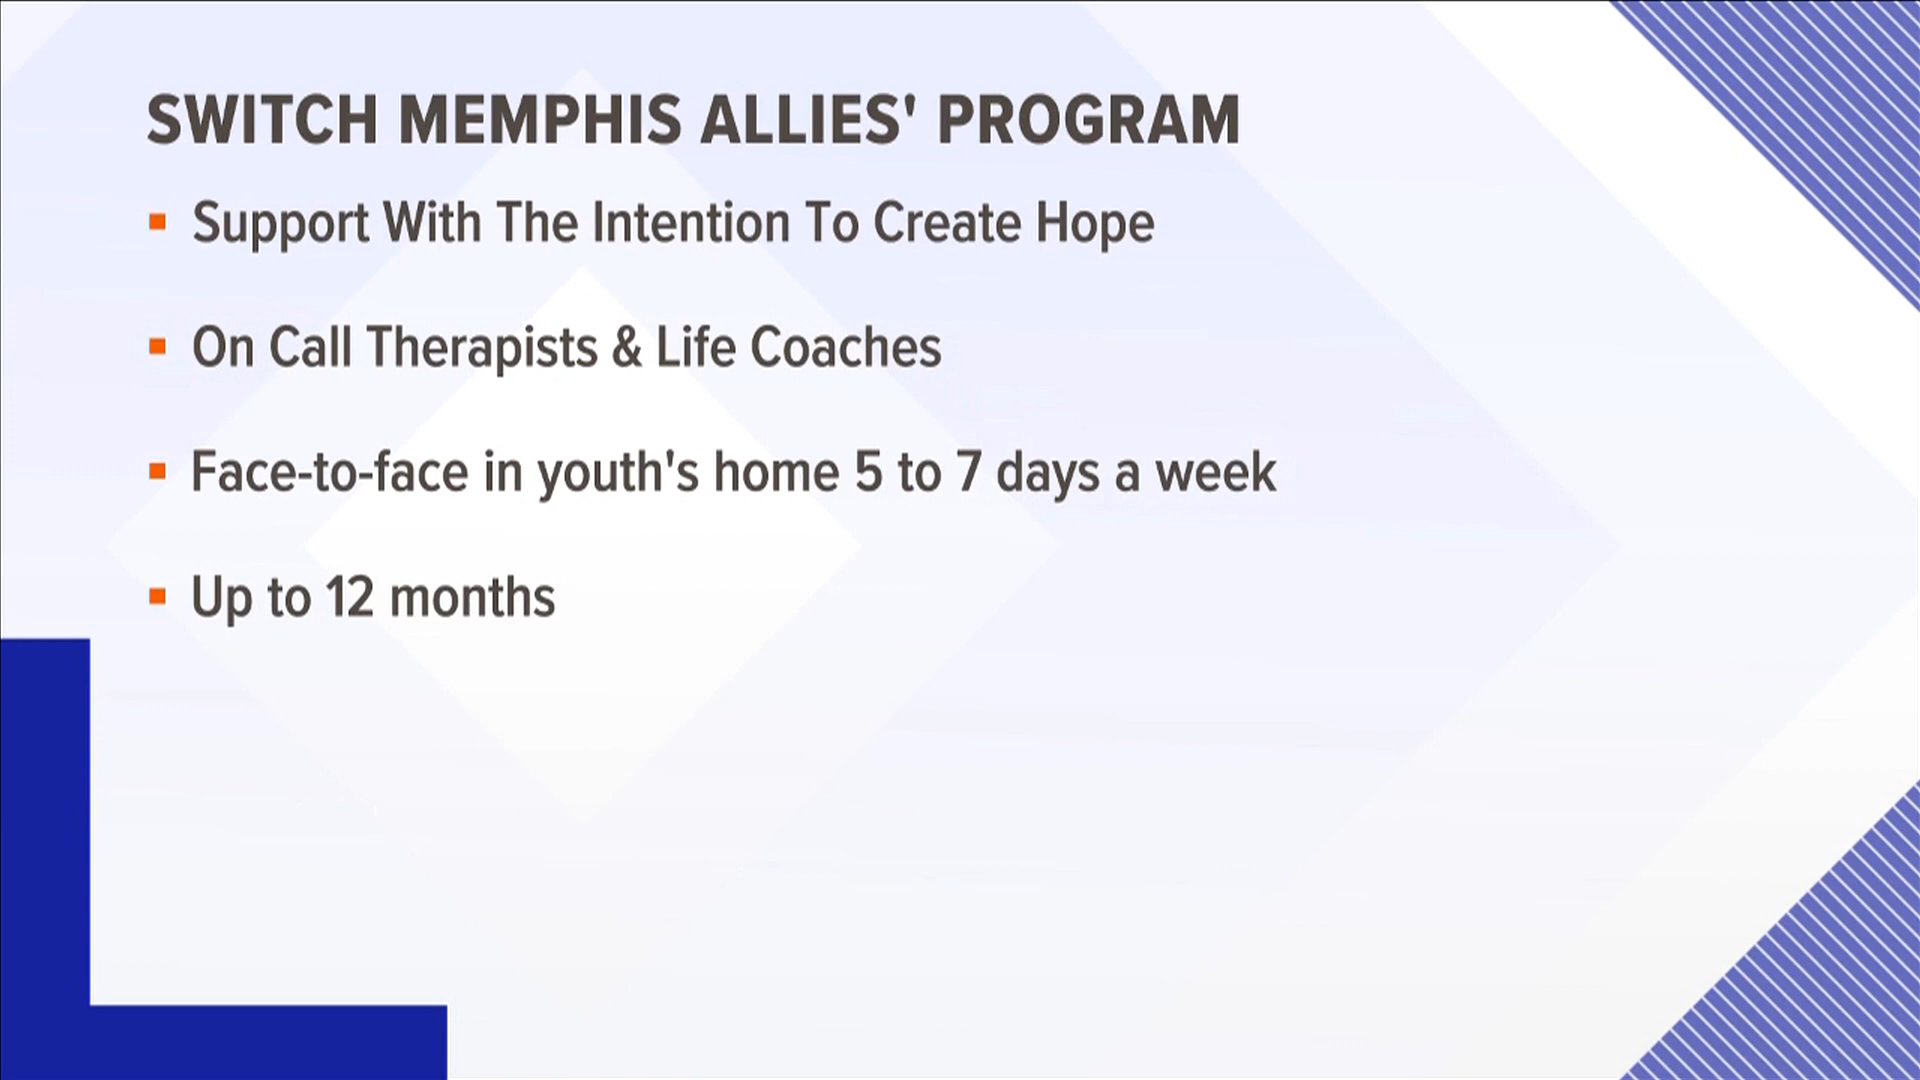 SWITCH MEMPHIS ALLIES' PROGRAM
Support With The Intention To Create Hope
On Call Therapists & Life Coaches
Face-to-face in youth's home 5 to 7 days a week
Up to 12 months